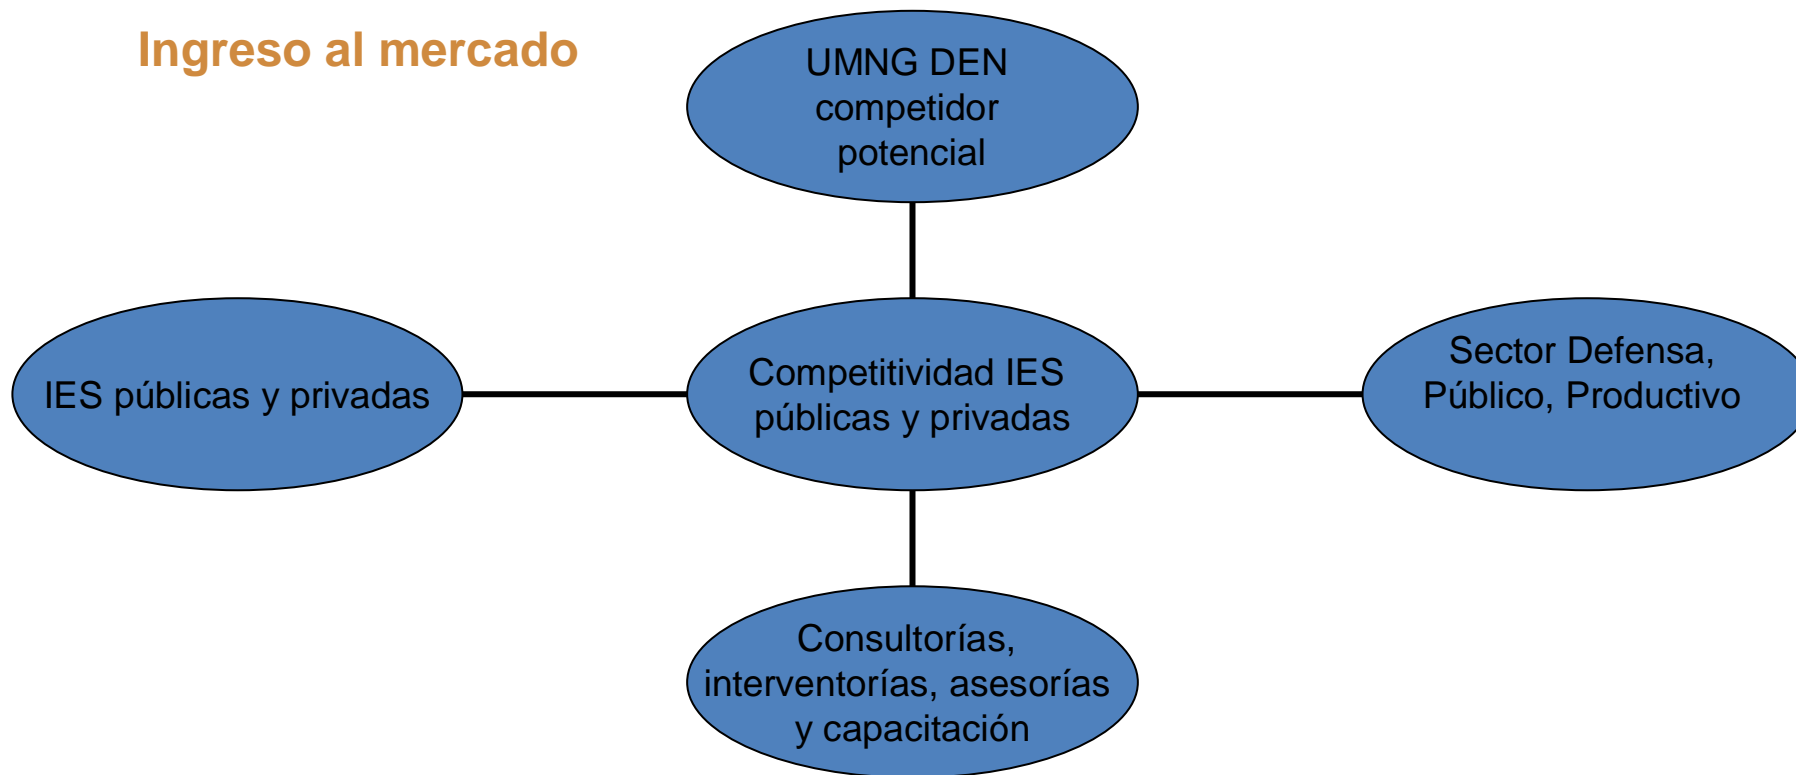 Ingreso al mercado
UMNG DEN
competidor
potencial
IES públicas y privadas
Competitividad IES
públicas y privadas
Sector Defensa,
Público, Productivo
Consultorías,
interventorías, asesorías
y capacitación